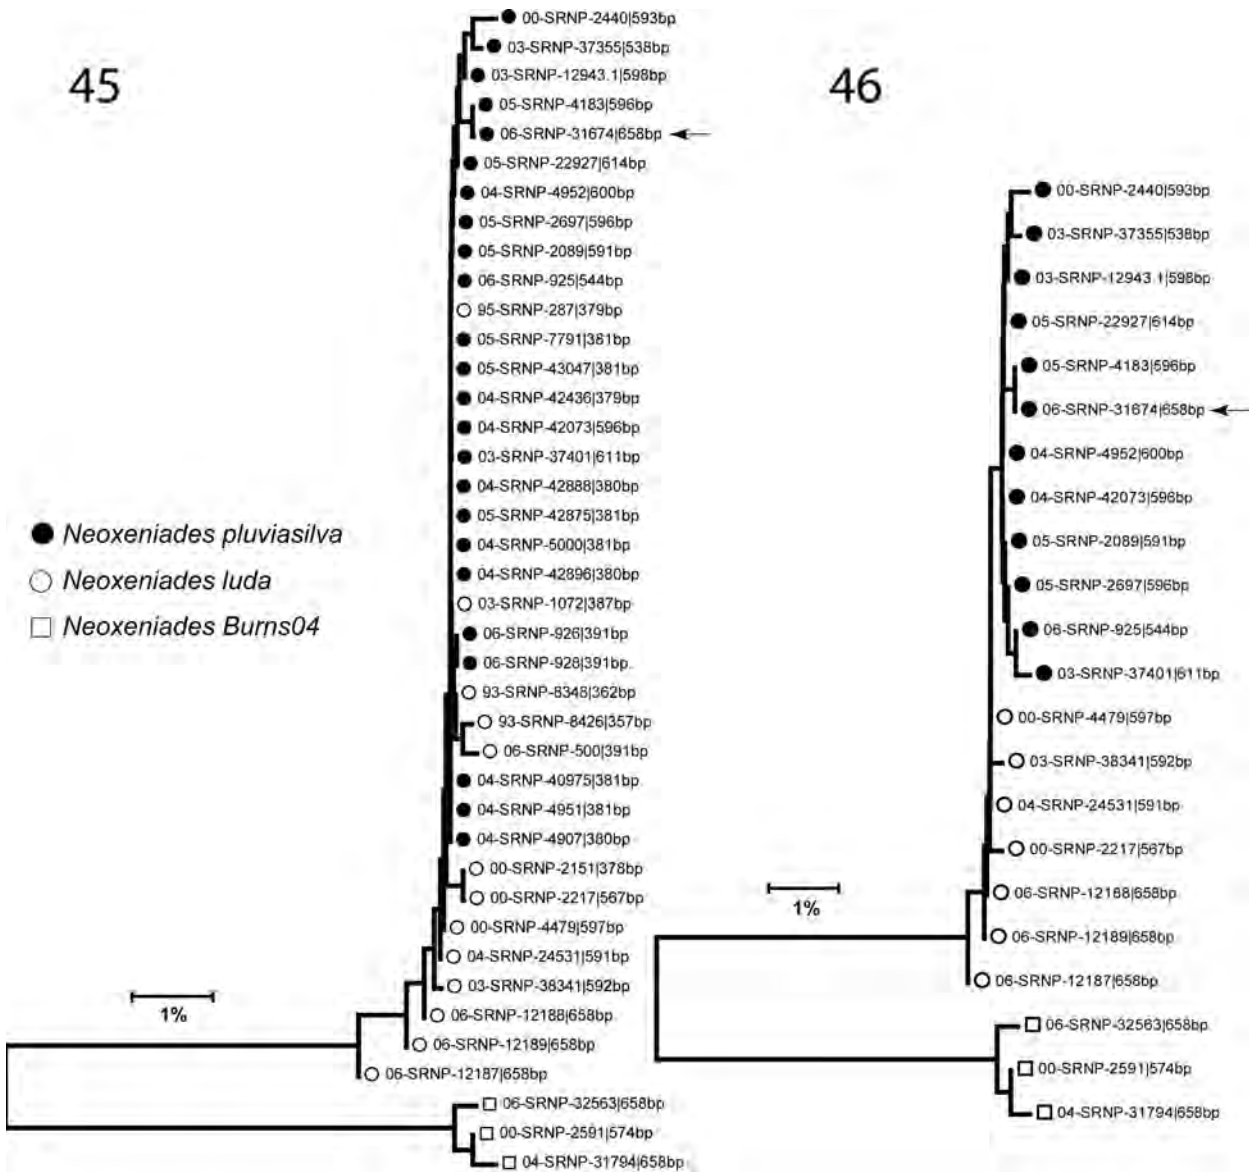 45
00-SRNP-2440|593bp
03-SRNP-37355|538bp
03-SRNP-12943.1|598bp
05-SRNP-4183|596bp
06-SRNP-31674|658bp
05-SRNP-22927|614bp
04-SRNP-4952|600bp
05-SRNP-2697|596bp
05-SRNP-2089|591bp
06-SRNP-925|544bp
95-SRNP-287|379bp
05-SRNP-7791|381bp
05-SRNP-43047|381bp
04-SRNP-42436|379bp
04-SRNP-42073|596bp
03-SRNP-37401|611bp
04-SRNP-42888|380bp
05-SRNP-42875|381bp
04-SRNP-5000|381bp
04-SRNP-42896|380bp
03-SRNP-1072|387bp
06-SRNP-926|391bp
06-SRNP-928|391bp
93-SRNP-8348|362bp
93-SRNP-8426|357bp
06-SRNP-500|391bp
04-SRNP-40975|381bp
04-SRNP-4951|381bp
04-SRNP-4907|380bp
00-SRNP-2151|378bp
00-SRNP-2217|567bp
00-SRNP-4479|597bp
04-SRNP-24531|591bp
03-SRNP-38341|592bp
06-SRNP-12188|658bp
06-SRNP-12189|658bp
06-SRNP-12187|658bp
06-SRNP-32563|658bp
00-SRNP-2591|574bp
04-SRNP-31794|658bp
Neoxeniades pluviasilva
Neoxeniades luda
Neoxeniades Burns04
1%
46
00-SRNP-2440|593bp
03-SRNP-37355|538bp
03-SRNP-12943.1|598bp
05-SRNP-22927|614bp
05-SRNP-4183|596bp
06-SRNP-31674|658bp
04-SRNP-4952|600bp
04-SRNP-42073|596bp
05-SRNP-2089|591bp
05-SRNP-2697|596bp
06-SRNP-925|544bp
03-SRNP-37401|611bp
00-SRNP-4479|597bp
03-SRNP-38341|592bp
04-SRNP-24531|591bp
00-SRNP-2217|567bp
06-SRNP-12188|658bp
06-SRNP-12189|658bp
06-SRNP-12187|658bp
06-SRNP-32563|658bp
00-SRNP-2591|574bp
04-SRNP-31794|658bp
1%